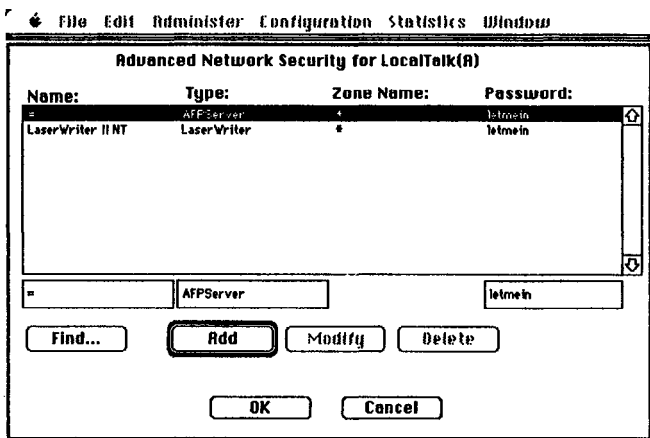 File Edit Administer Configuration Statistics Window
Advanced Network Security for LocalTalk(A)
Name: Type: Zone Name: Password:
= AFPServer * letmein
LaserWriter II NT LaserWriter * letmein
= AFPServer letmein
Find... Add Modify Delete
OK Cancel